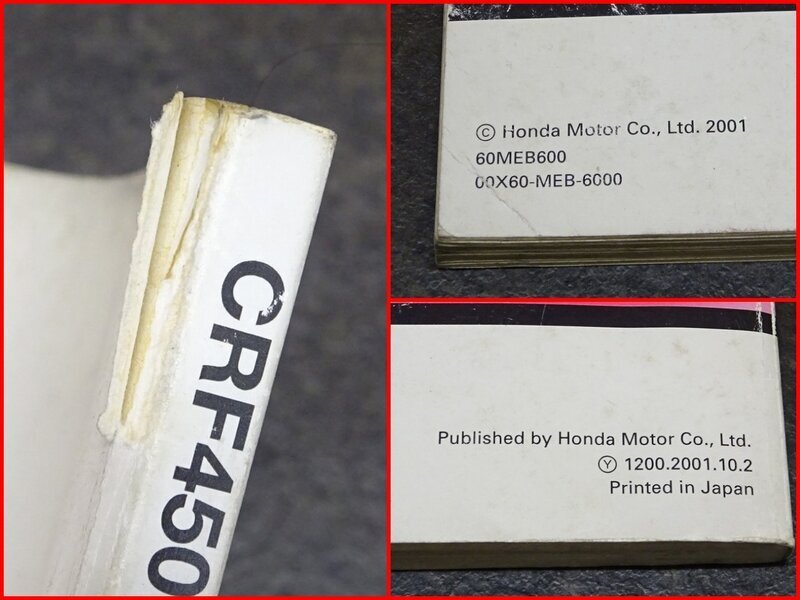 CRF450
© Honda Motor Co., Ltd. 2001
60MEB600
00X60-MEB-6000
Published by Honda Motor Co., Ltd.
Ⓨ 1200.2001.10.2
Printed in Japan